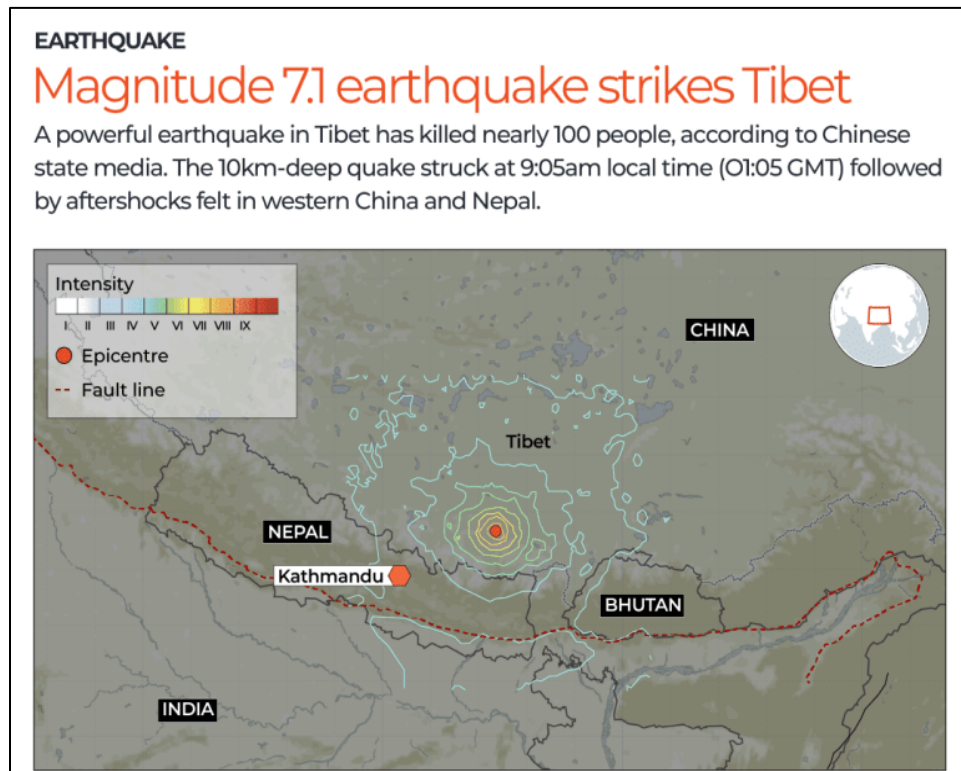 EARTHQUAKE
Magnitude 7.1 earthquake strikes Tibet
A powerful earthquake in Tibet has killed nearly 100 people, according to Chinese
state media. The 10km-deep quake struck at 9:05am local time (O1:05 GMT) followed
by aftershocks felt in western China and Nepal.
Intensity
I II III IV V VI VII VIII IX
Epicentre
Fault line
CHINA
Tibet
NEPAL
Kathmandu
BHUTAN
INDIA